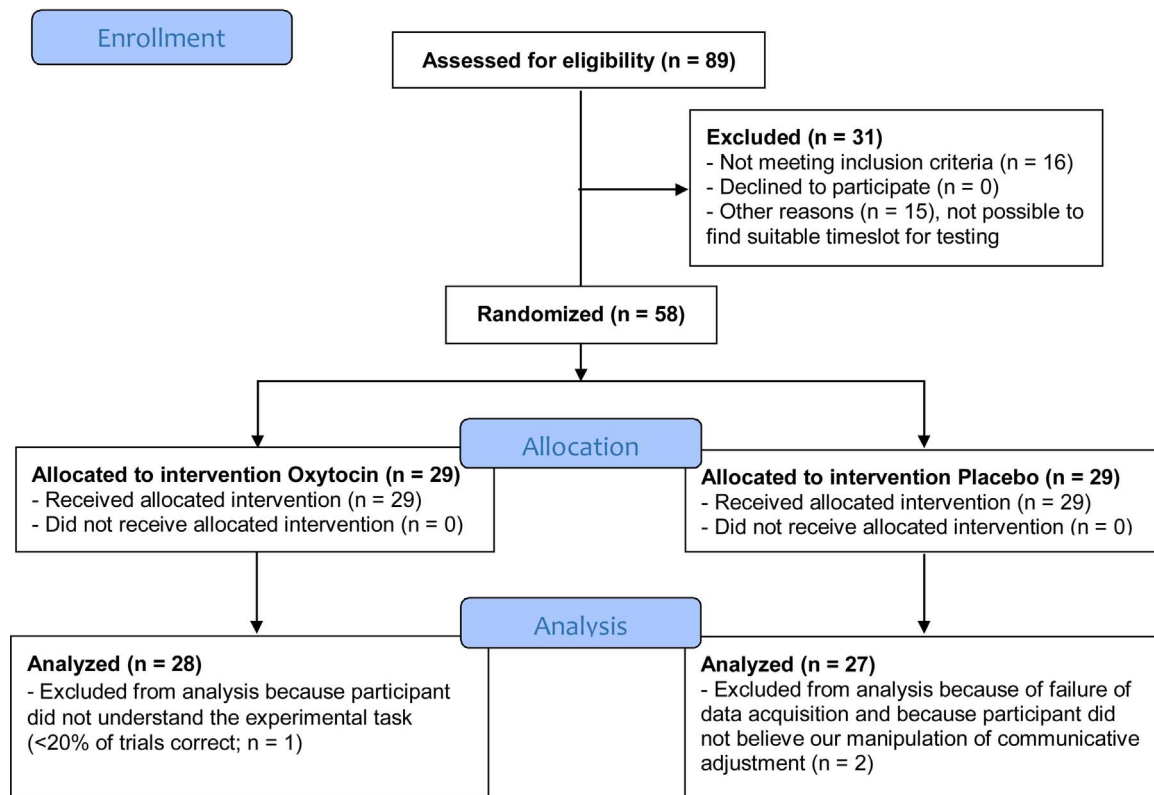 Enrollment
Assessed for eligibility (n = 89)
Excluded (n = 31)
- Not meeting inclusion criteria (n = 16)
- Declined to participate (n = 0)
- Other reasons (n = 15), not possible to
find suitable timeslot for testing
Randomized (n = 58)
Allocation
Allocated to intervention Oxytocin (n = 29)
- Received allocated intervention (n = 29)
- Did not receive allocated intervention (n = 0)
Allocated to intervention Placebo (n = 29)
- Received allocated intervention (n = 29)
- Did not receive allocated intervention (n = 0)
Analysis
Analyzed (n = 28)
- Excluded from analysis because participant
did not understand the experimental task
(<20% of trials correct; n = 1)
Analyzed (n = 27)
- Excluded from analysis because of failure of
data acquisition and because participant did
not believe our manipulation of communicative
adjustment (n = 2)